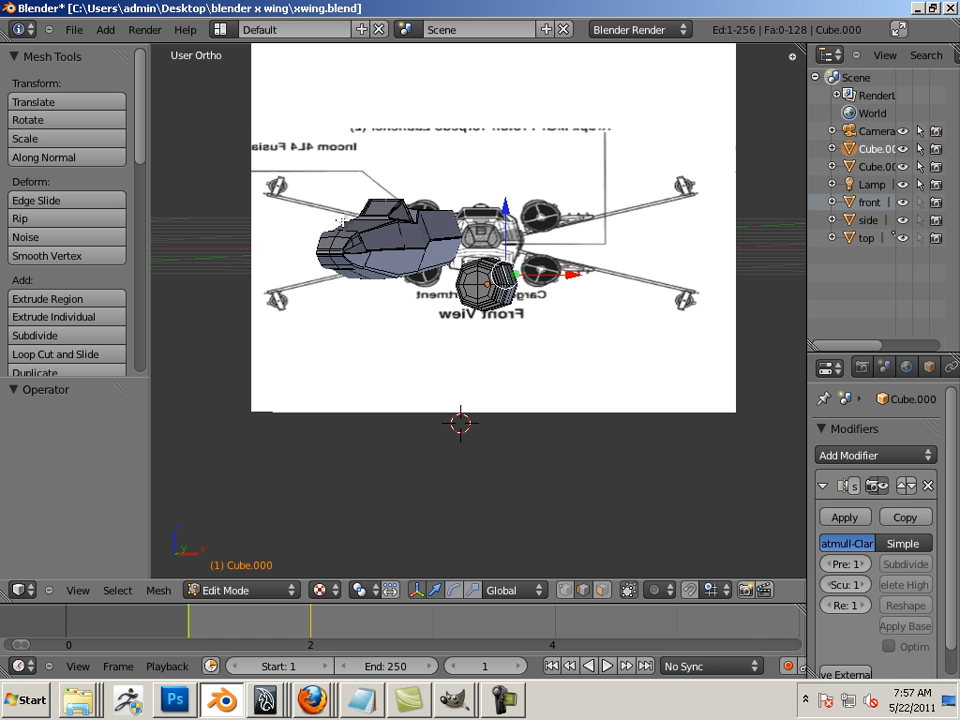 Blender* [C:\Users\admin\Desktop\blender x wing\xwing.blend]
File Add Render Help Default Scene Blender Render Ed:1-256 | Fa:0-128 | Cube.000
Mesh Tools
Transform:
Translate
Rotate
Scale
Along Normal
Deform:
Edge Slide
Rip
Noise
Smooth Vertex
Add:
Extrude Region
Extrude Individual
Subdivide
Loop Cut and Slide
Duplicate
Operator
User Ortho
Incom 4L4 Fusia
Front View
z
y x
(1) Cube.000
View Search
Scene
RenderL
World
Camera
Cube.00
Cube.00
Lamp
front
side
top
Cube.000
Modifiers
Add Modifier
s
Apply Copy
atmull-Clar Simple
Pre: 1 Subdivide
Scu: 1 elete High
Re: 1 Reshape
Apply Base
Optim
ve External
View Select Mesh Edit Mode Global
0 2 4
View Frame Playback Start: 1 End: 250 1 No Sync
Start Ps 7:57 AM
5/22/2011